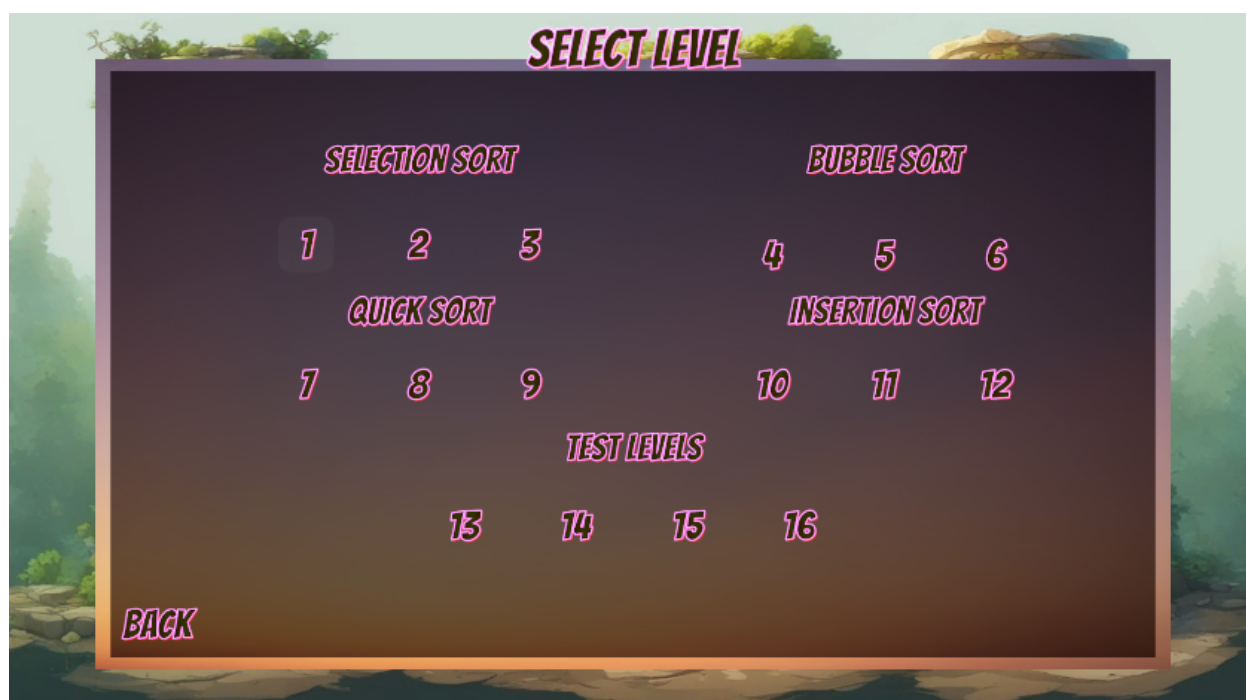 SELECT LEVEL
SELECTION SORT
1 2 3
BUBBLE SORT
4 5 6
QUICK SORT
7 8 9
INSERTION SORT
10 11 12
TEST LEVELS
13 14 15 16
BACK